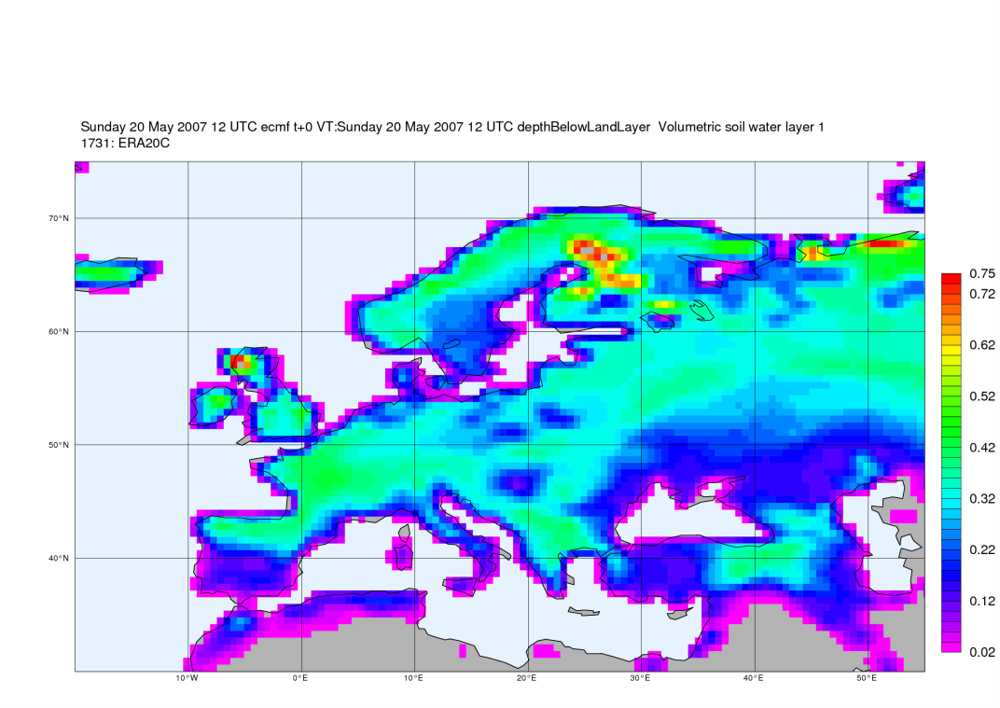 Sunday 20 May 2007 12 UTC ecmf t+0 VT:Sunday 20 May 2007 12 UTC depthBelowLandLayer  Volumetric soil water layer 1
1731: ERA20C
70°N
60°N
50°N
40°N
10°W
0°E
10°E
20°E
30°E
40°E
50°E
0.75
0.72
0.62
0.52
0.42
0.32
0.22
0.12
0.02